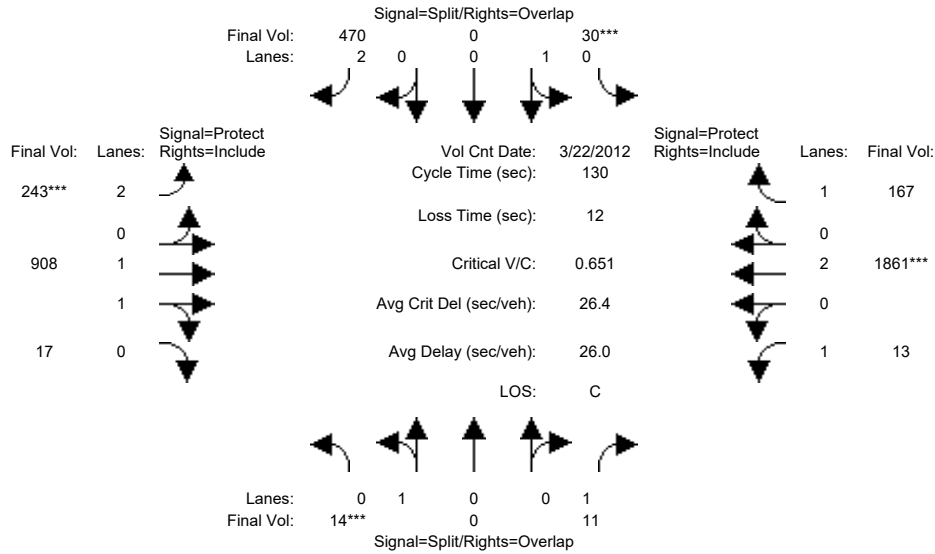 Signal=Split/Rights=Overlap
Final Vol: 470 0 30***
Lanes: 2 0 0 1 0
Signal=Protect
Final Vol: Lanes: Rights=Include
Vol Cnt Date: 3/22/2012
Signal=Protect
Rights=Include Lanes: Final Vol:
Cycle Time (sec): 130
243*** 2
1 167
Loss Time (sec): 12
0
0
908 1
Critical V/C: 0.651
2 1861***
1
Avg Crit Del (sec/veh): 26.4
0
17 0
Avg Delay (sec/veh): 26.0
1 13
LOS: C
Lanes: 0 1 0 0 1
Final Vol: 14*** 0 11
Signal=Split/Rights=Overlap